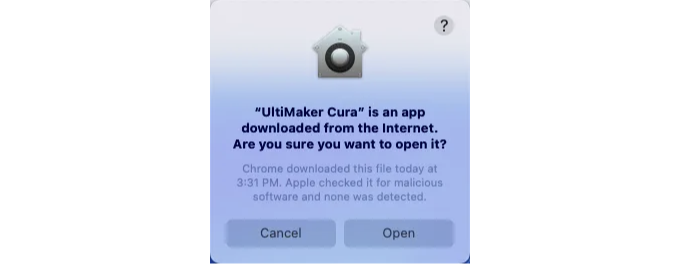 ?
“UltiMaker Cura” is an app
downloaded from the Internet.
Are you sure you want to open it?
Chrome downloaded this file today at
3:31 PM. Apple checked it for malicious
software and none was detected.
Cancel
Open